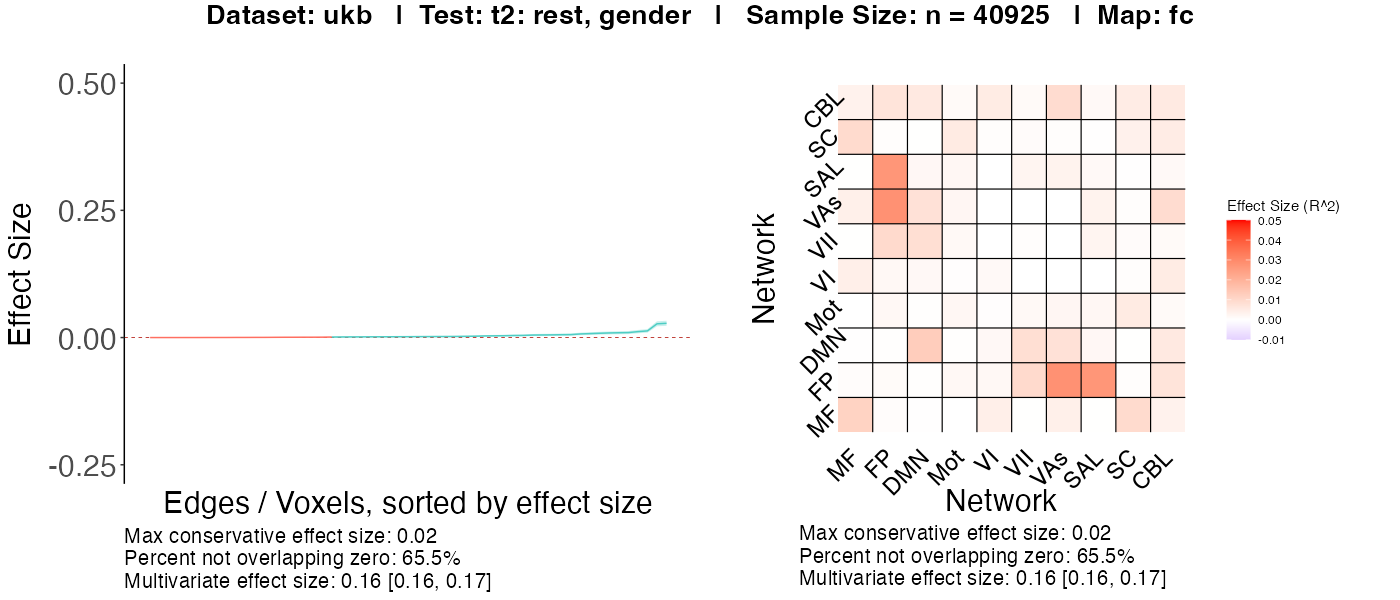 Dataset: ukb | Test: t2: rest, gender | Sample Size: n = 40925 | Map: fc
0.50
0.25
0.00
-0.25
Effect Size
Edges / Voxels, sorted by effect size
Max conservative effect size: 0.02
Percent not overlapping zero: 65.5%
Multivariate effect size: 0.16 [0.16, 0.17]
Network
CBL
SC
SAL
VAs
VII
VI
Mot
DMN
FP
MF
MF FP DMN Mot VI VII VAs SAL SC CBL
Network
Max conservative effect size: 0.02
Percent not overlapping zero: 65.5%
Multivariate effect size: 0.16 [0.16, 0.17]
Effect Size (R^2)
0.05
0.04
0.03
0.02
0.01
0.00
-0.01